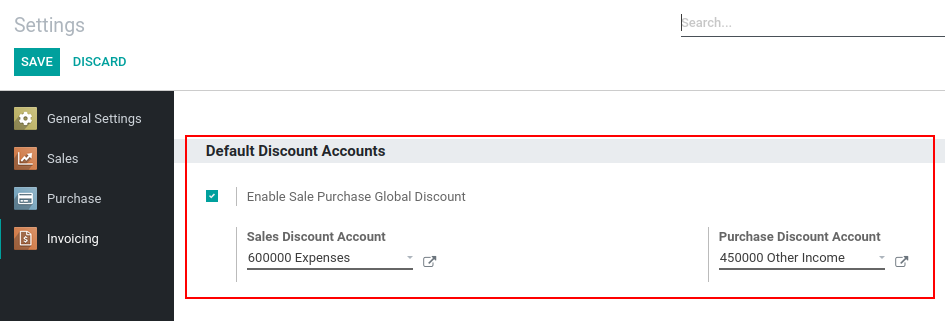 Settings
Search...
SAVE DISCARD
General Settings
Sales
Purchase
Invoicing
Default Discount Accounts
Enable Sale Purchase Global Discount
Sales Discount Account
600000 Expenses
Purchase Discount Account
450000 Other Income